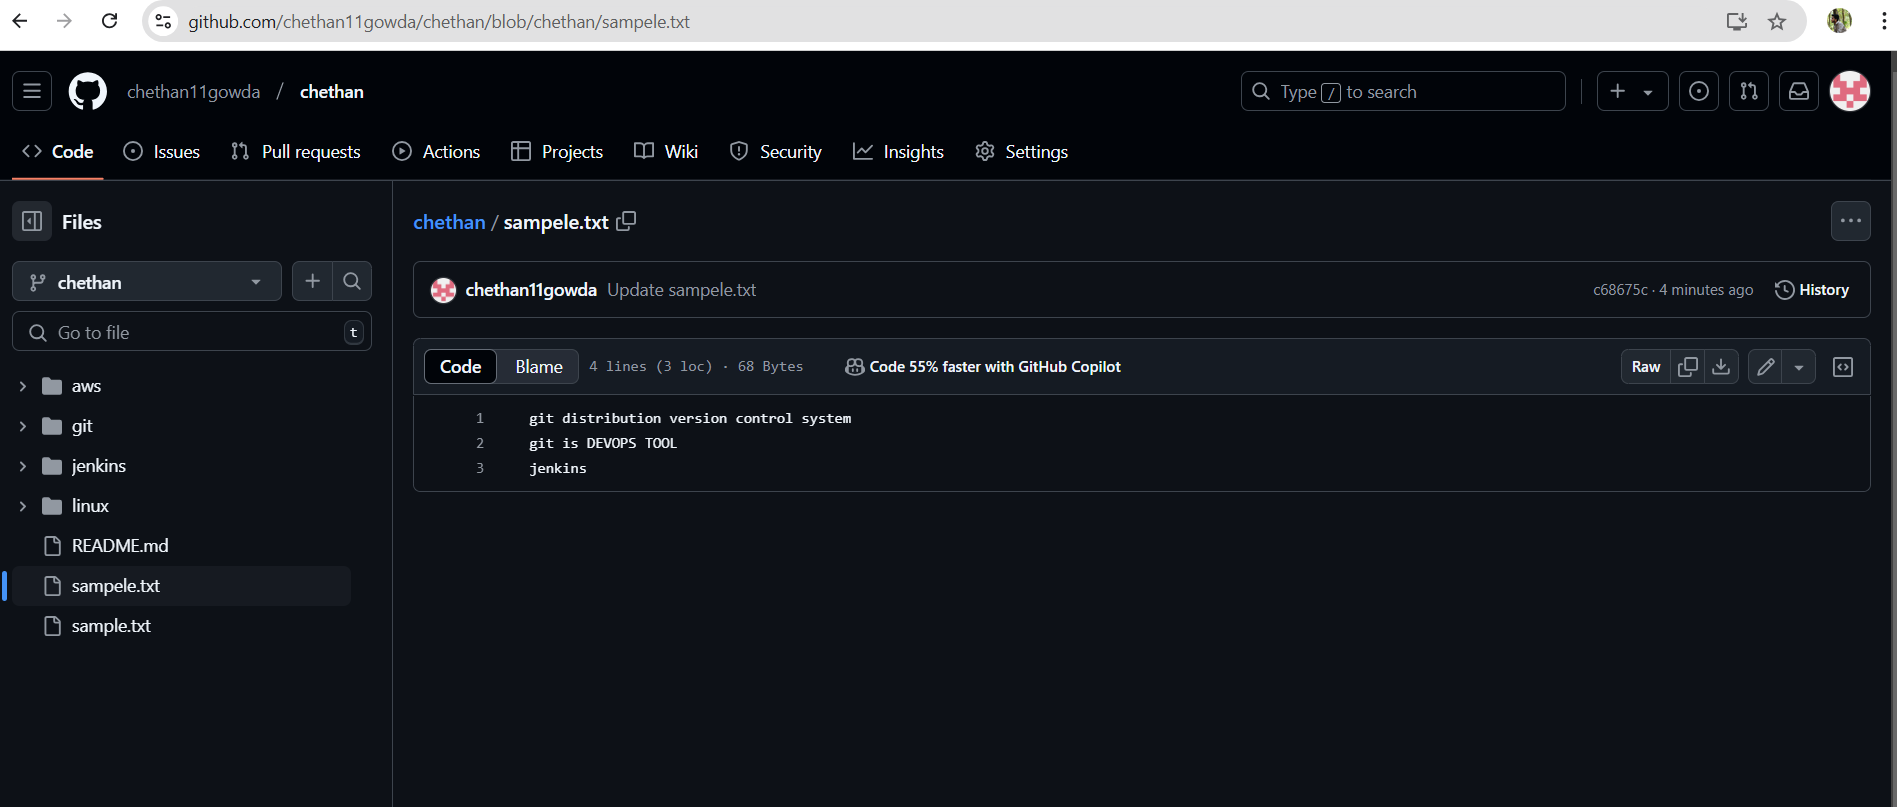 github.com/chethan11gowda/chethan/blob/chethan/sampele.txt
chethan11gowda / chethan
Type / to search
Code Issues Pull requests Actions Projects Wiki Security Insights Settings
Files
chethan
Go to file t
aws
git
jenkins
linux
README.md
sampele.txt
sample.txt
chethan / sampele.txt
chethan11gowda Update sampele.txt c68675c · 4 minutes ago History
Code Blame 4 lines (3 loc) · 68 Bytes Code 55% faster with GitHub Copilot Raw
1 git distribution version control system
2 git is DEVOPS TOOL
3 jenkins